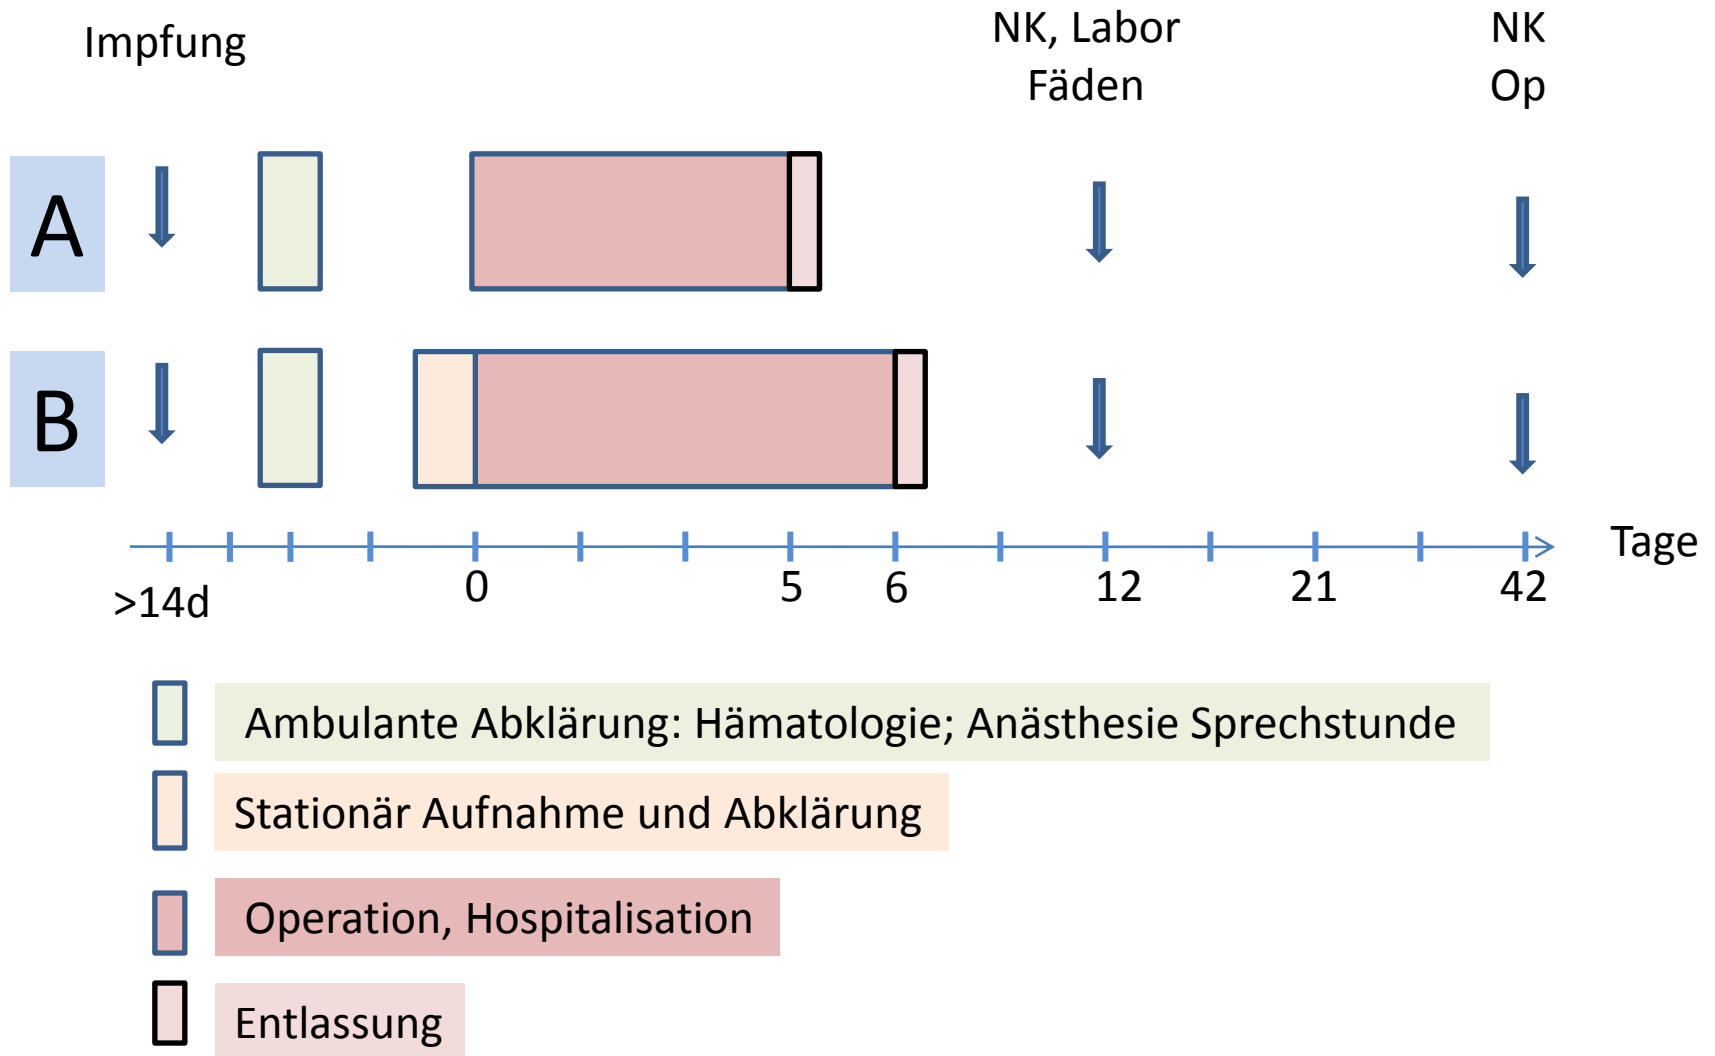 Impfung
NK, Labor
Fäden
NK
Op
A
B
Tage
>14d
0
5
6
12
21
42
Ambulante Abklärung: Hämatologie; Anästhesie Sprechstunde
Stationär Aufnahme und Abklärung
Operation, Hospitalisation
Entlassung